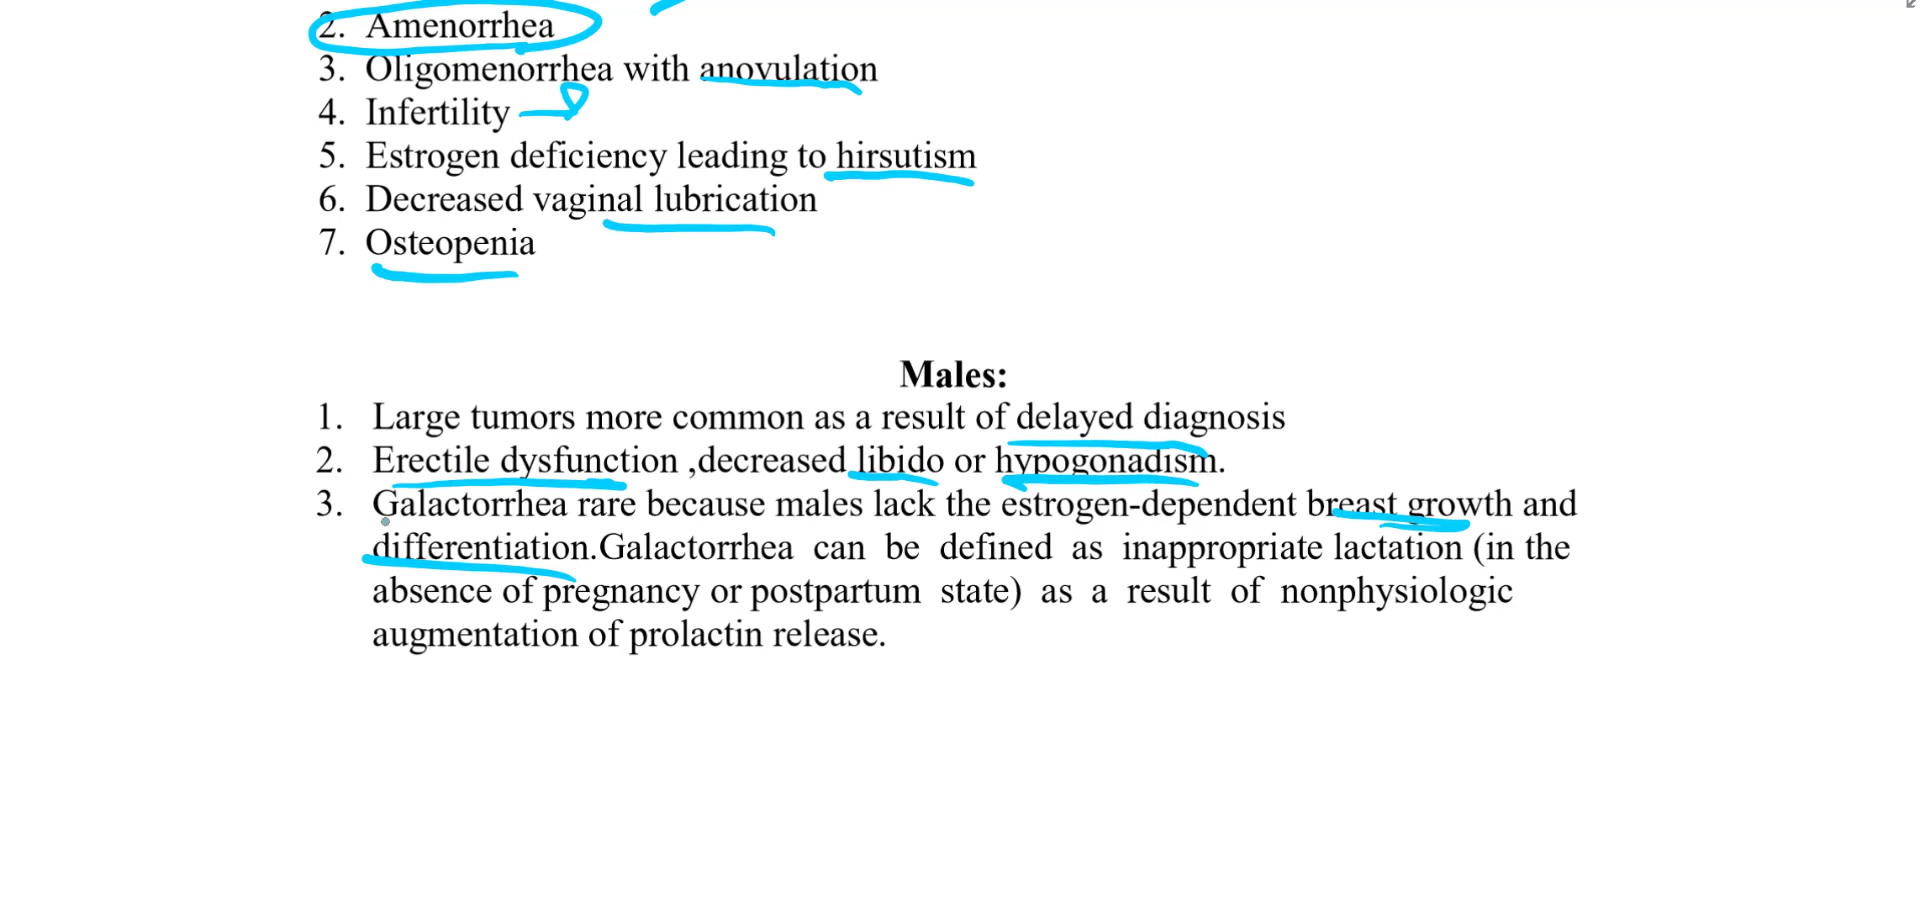 2. Amenorrhea
3. Oligomenorrhea with anovulation
4. Infertility
5. Estrogen deficiency leading to hirsutism
6. Decreased vaginal lubrication
7. Osteopenia
Males:
1. Large tumors more common as a result of delayed diagnosis
2. Erectile dysfunction ,decreased libido or hypogonadism.
3. Galactorrhea rare because males lack the estrogen-dependent breast growth and
differentiation.Galactorrhea can be defined as inappropriate lactation (in the
absence of pregnancy or postpartum state) as a result of nonphysiologic
augmentation of prolactin release.